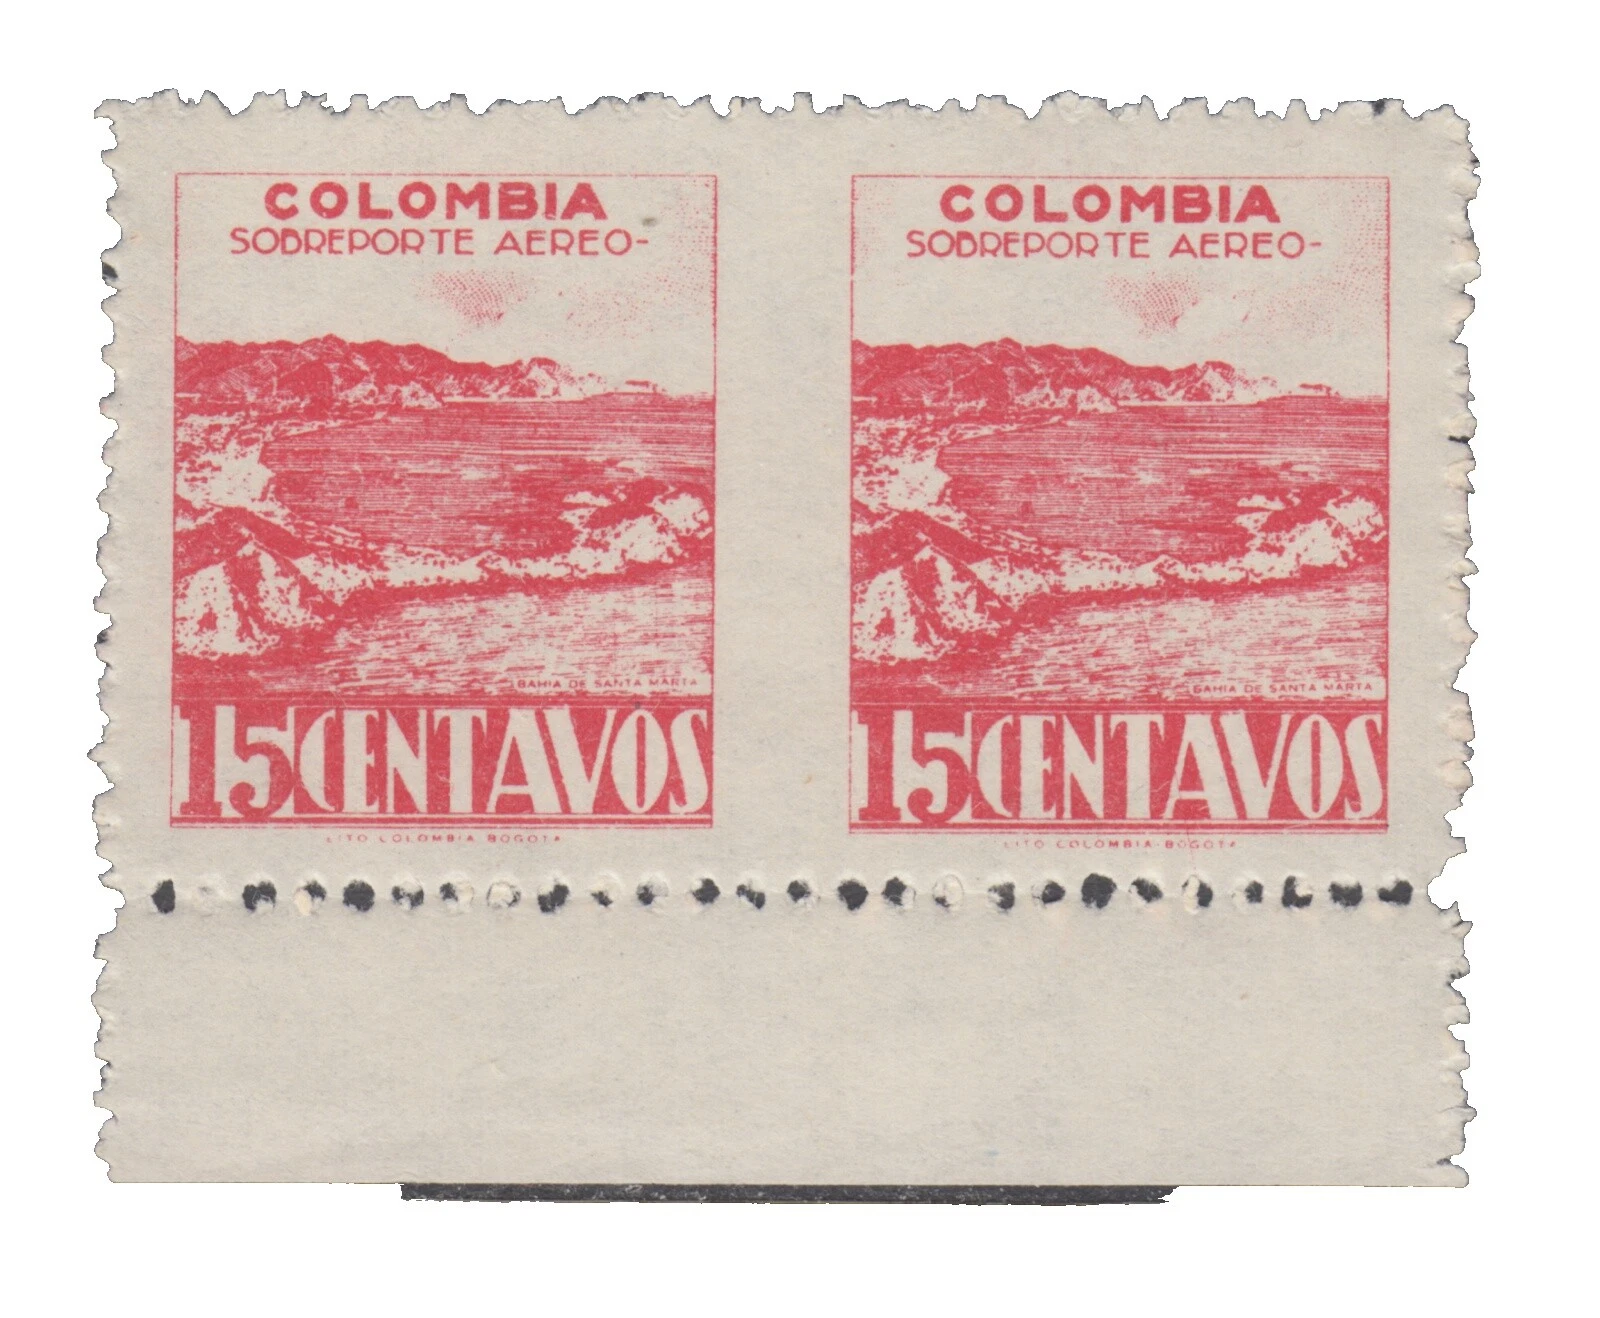 COLOMBIA
SOBREPORTE AEREO-
BAHIA DE SANTA MARTA
15 CENTAVOS
LITO COLOMBIA BOGOTA
COLOMBIA
SOBREPORTE AEREO-
BAHIA DE SANTA MARTA
15 CENTAVOS
LITO COLOMBIA-BOGOTA